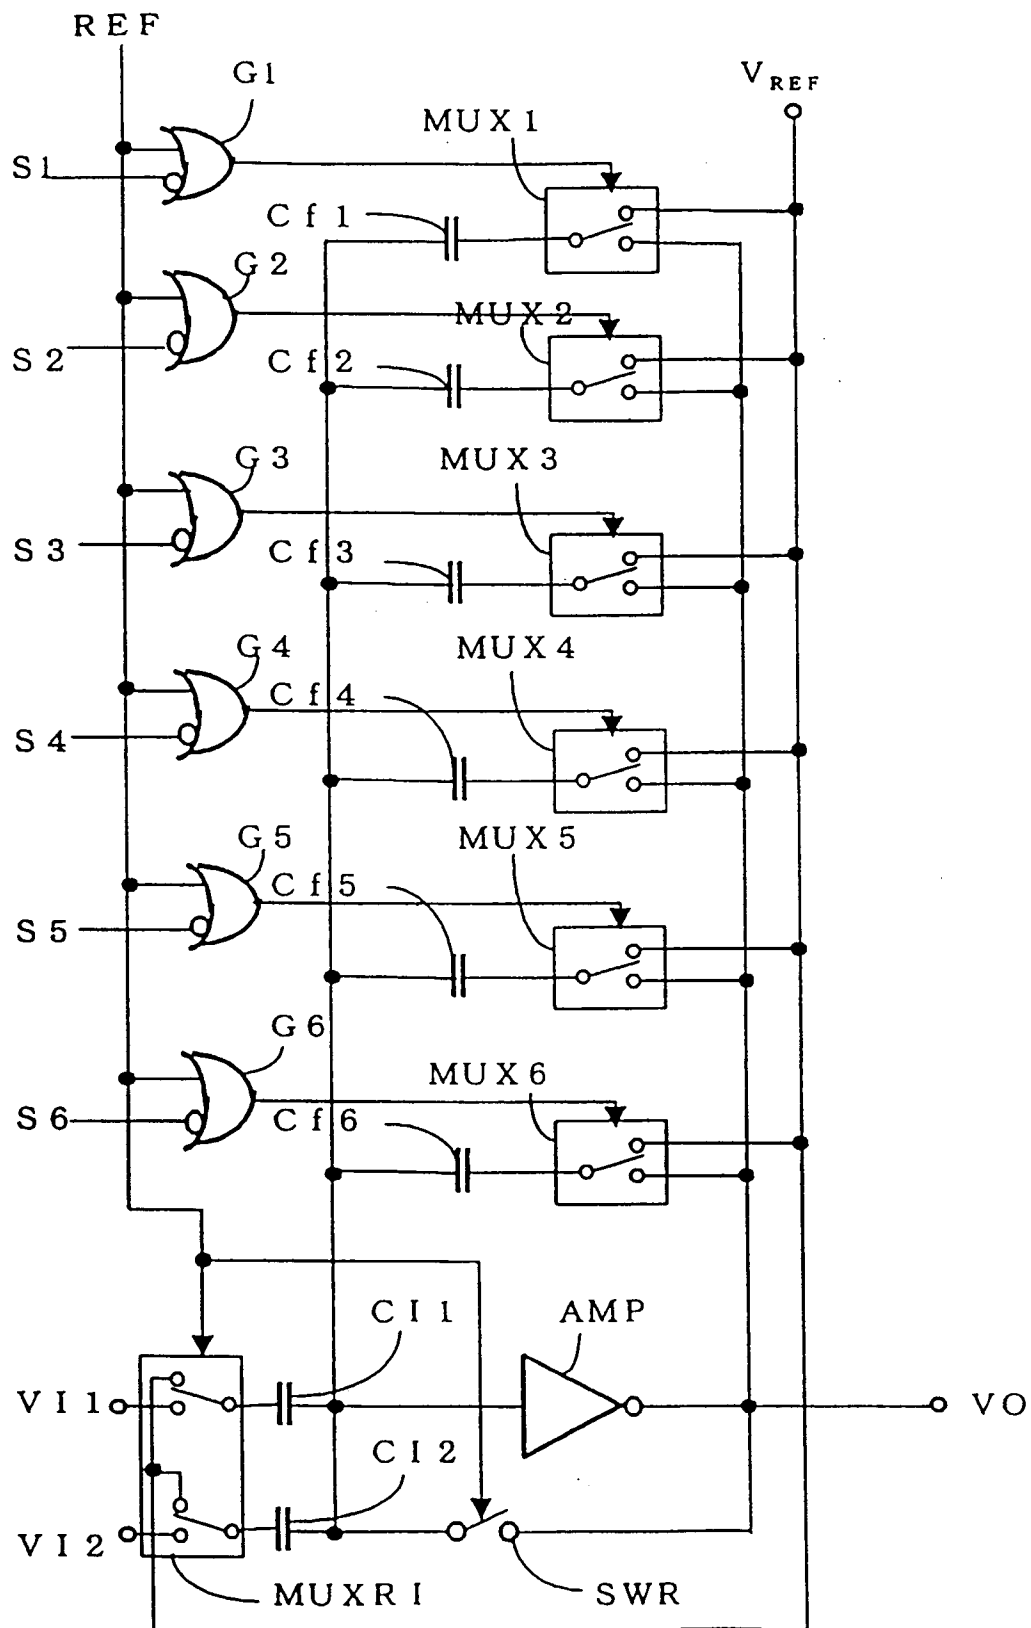 REF
G1
VREF
MUX1
S1
Cf1
G2
MUX2
S2
Cf2
G3
MUX3
S3
Cf3
G4
MUX4
Cf4
S4
G5
MUX5
Cf5
S5
G6
MUX6
S6
Cf6
CI1
AMP
VI1
VO
CI2
VI2
MUXRI
SWR